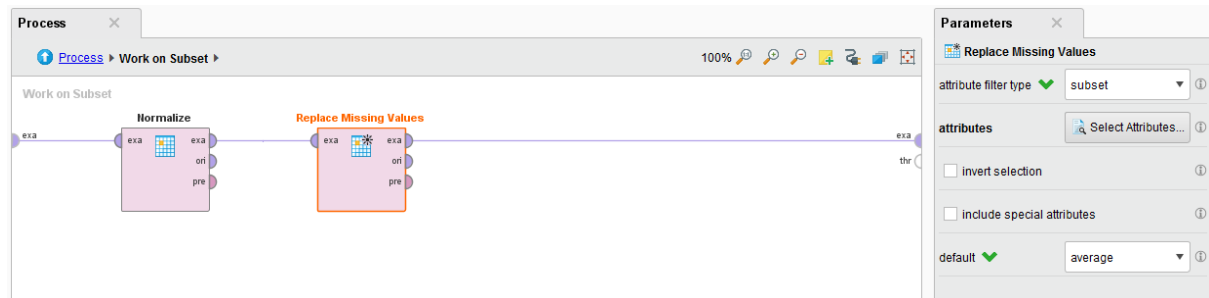 Process
Process ▸ Work on Subset ▸
100%
Work on Subset
Normalize
Replace Missing Values
exa
exa
exa
ori
pre
exa
exa
ori
pre
exa
thr
Parameters
Replace Missing Values
attribute filter type
subset
attributes
Select Attributes...
invert selection
include special attributes
default
average